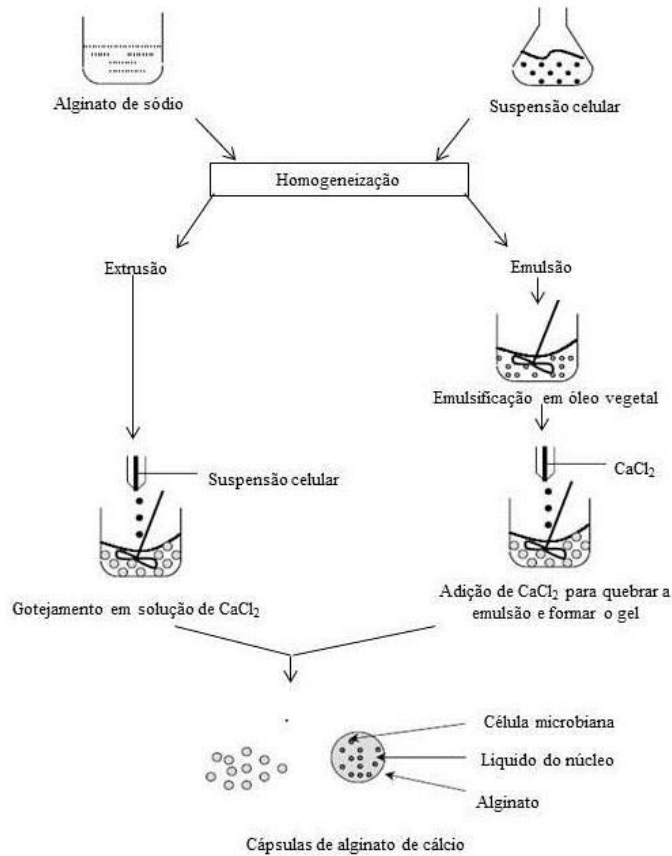 Alginato de sódio
Suspensão celular
Homogeneização
Extrusão
Emulsão
Emulsificação em óleo vegetal
Suspensão celular
CaCl₂
Gotejamento em solução de CaCl₂
Adição de CaCl₂ para quebrar a
emulsão e formar o gel
Célula microbiana
Líquido do núcleo
Alginato
Cápsulas de alginato de cálcio